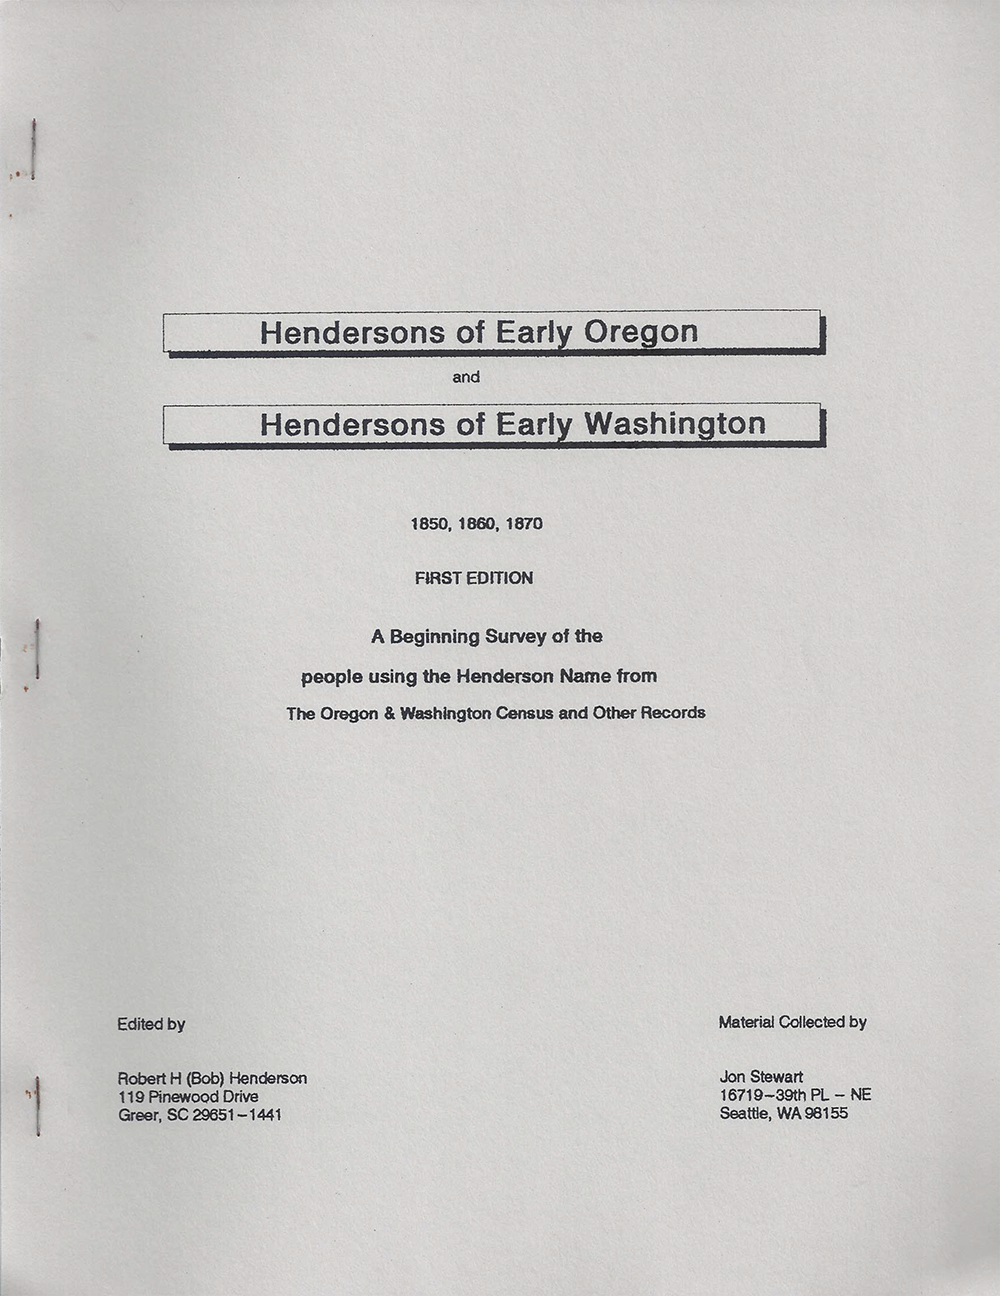 Hendersons of Early Oregon
and
Hendersons of Early Washington
1850, 1860, 1870
FIRST EDITION
A Beginning Survey of the
people using the Henderson Name from
The Oregon & Washington Census and Other Records
Edited by
Robert H (Bob) Henderson
119 Pinewood Drive
Greer, SC 29651-1441
Material Collected by
Jon Stewart
16719-39th PL - NE
Seattle, WA 98155